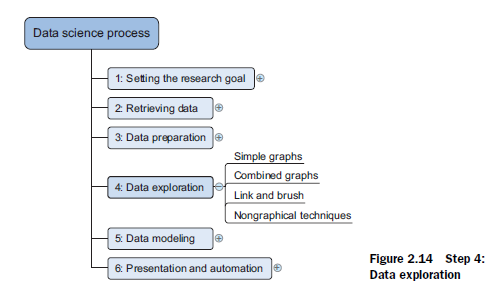 Data science process
1: Setting the research goal
2: Retrieving data
3: Data preparation
4: Data exploration
Simple graphs
Combined graphs
Link and brush
Nongraphical techniques
5: Data modeling
6: Presentation and automation
Figure 2.14 Step 4:
Data exploration